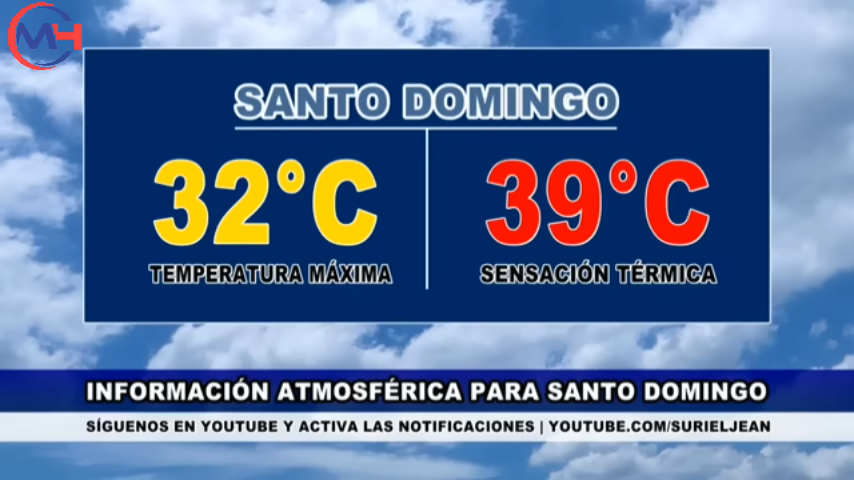 MH
SANTO DOMINGO
32°C
TEMPERATURA MÁXIMA
39°C
SENSACIÓN TÉRMICA
INFORMACIÓN ATMOSFÉRICA PARA SANTO DOMINGO
SÍGUENOS EN YOUTUBE Y ACTIVA LAS NOTIFICACIONES | YOUTUBE.COM/SURIELJEAN